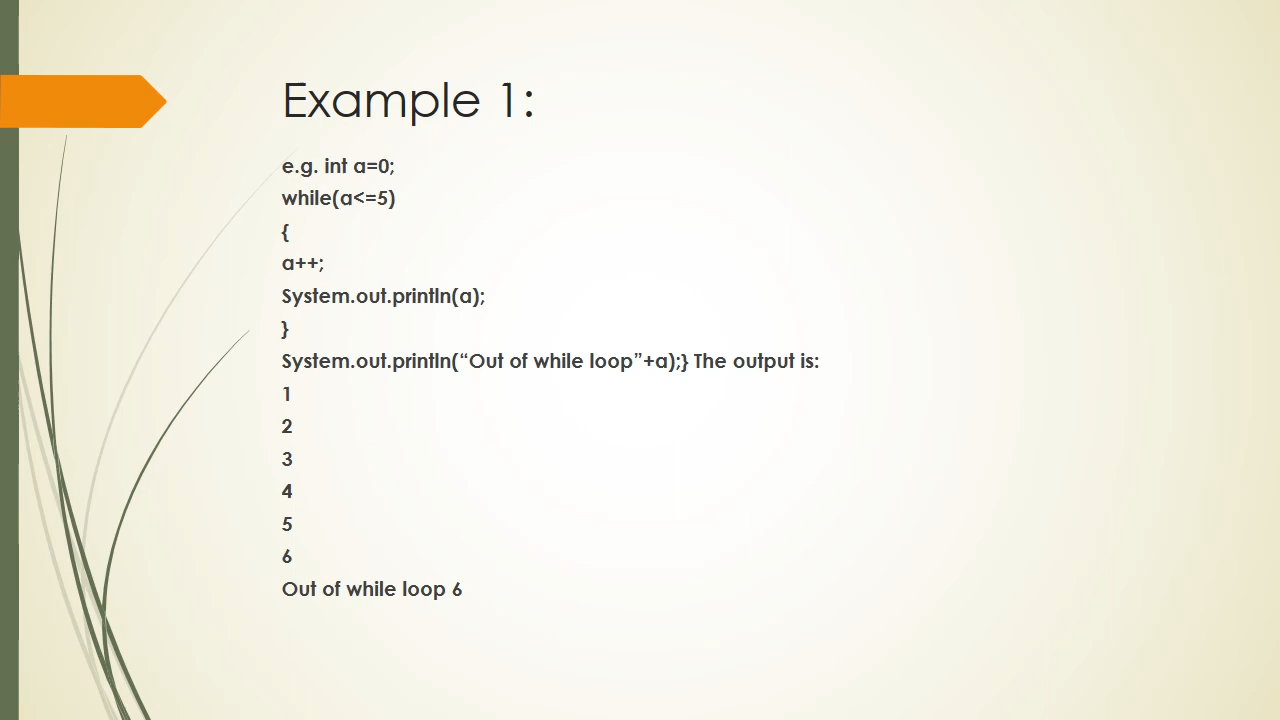 Example 1:
e.g. int a=0;
while(a<=5)
{
a++;
System.out.println(a);
}
System.out.println(“Out of while loop”+a);} The output is:
1
2
3
4
5
6
Out of while loop 6